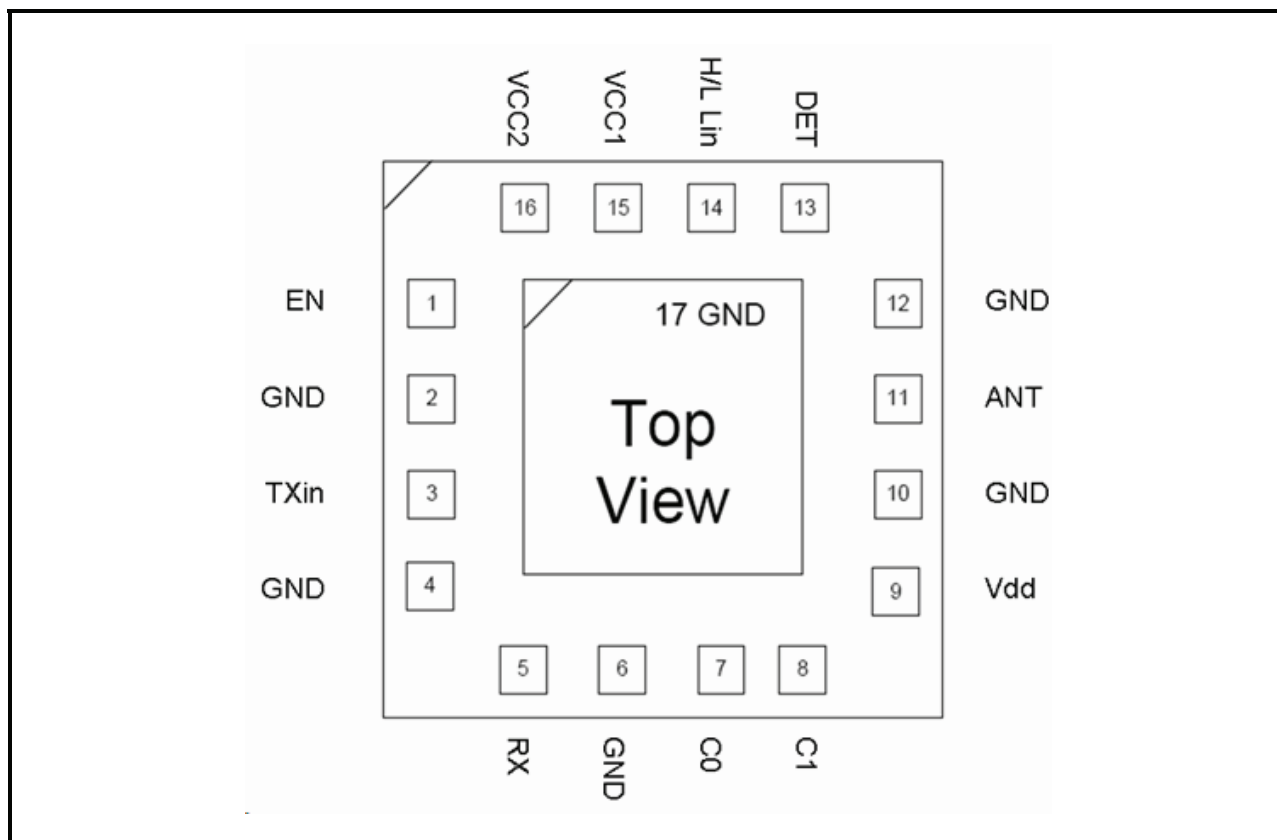 VCC2
VCC1
H/L Lin
DET
16
15
14
13
EN
1
17 GND
12
GND
GND
2
Top
11
ANT
TXin
3
View
10
GND
GND
4
9
Vdd
5
6
7
8
RX
GND
C0
C1